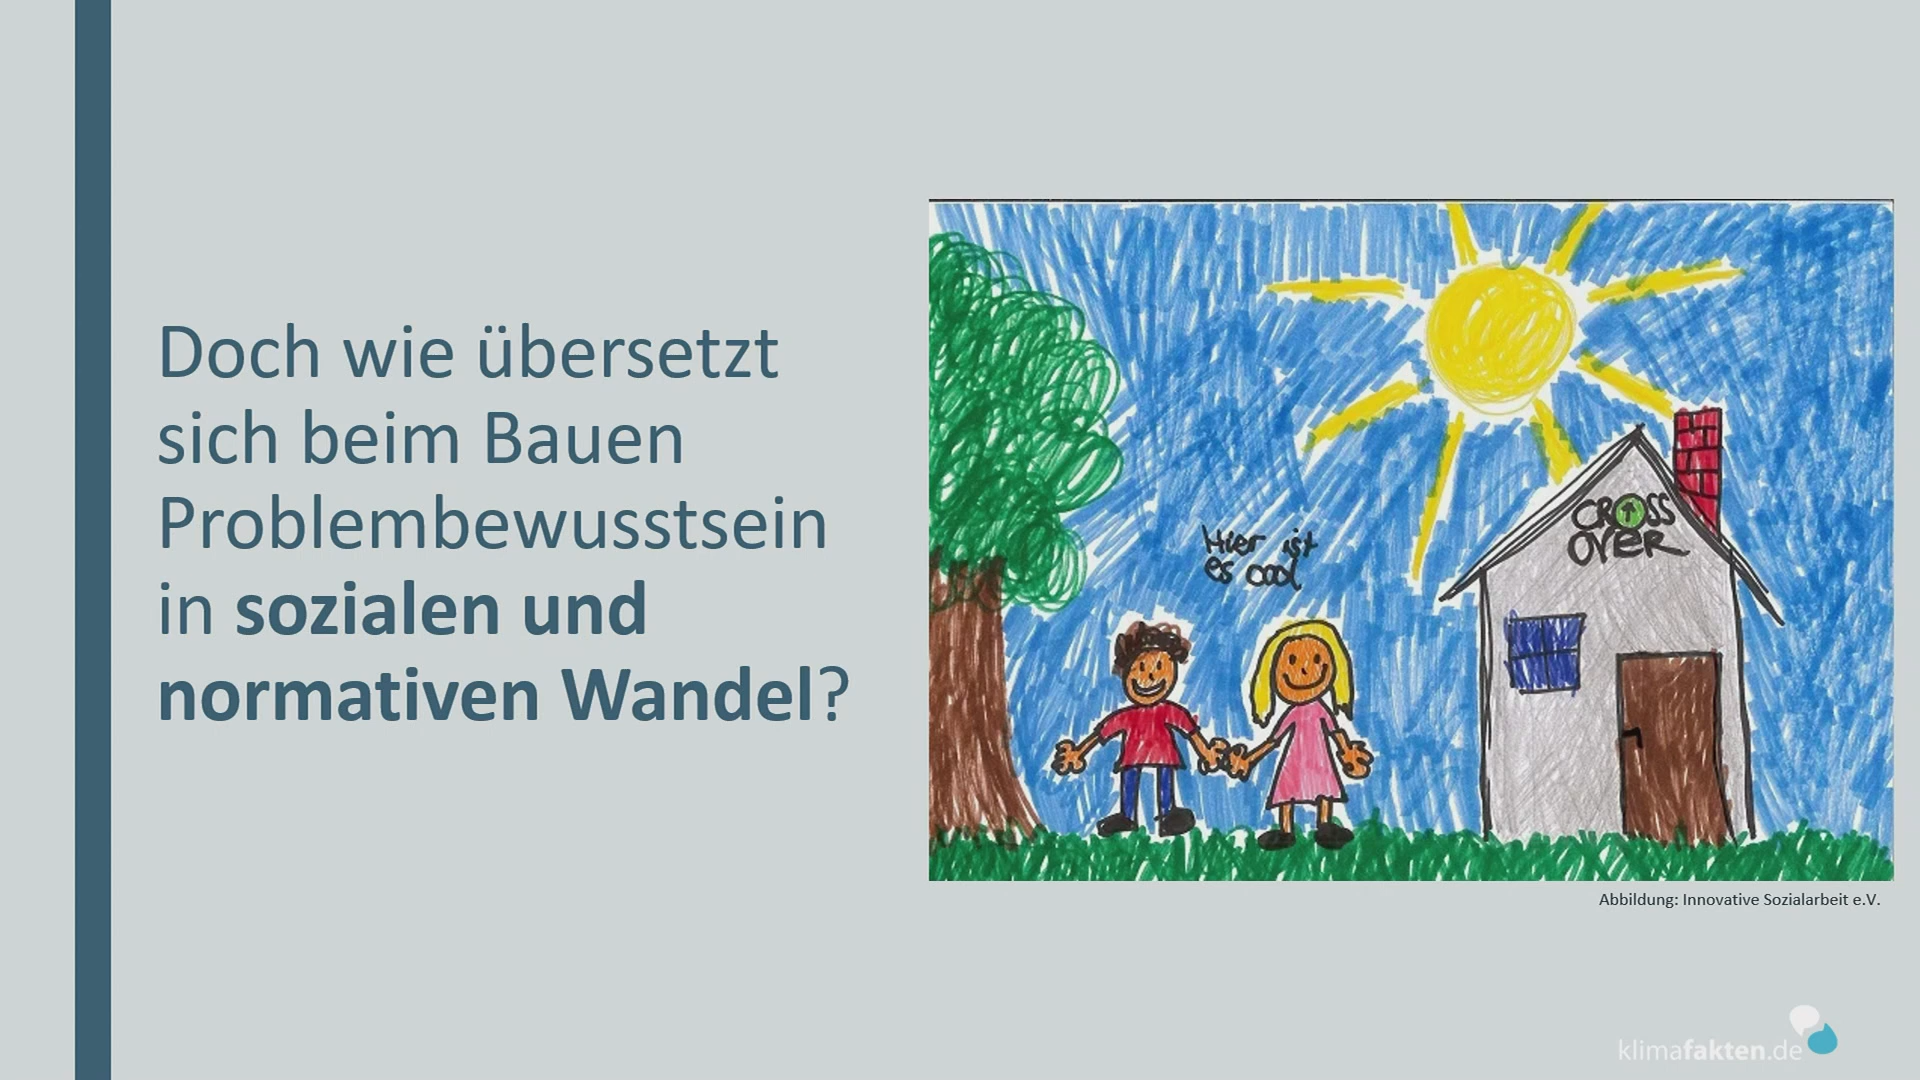 Doch wie übersetzt
sich beim Bauen
Problembewusstsein
in sozialen und
normativen Wandel?
Hier ist
es cool
CROSS
OVER
Abbildung: Innovative Sozialarbeit e.V.
klimafakten.de